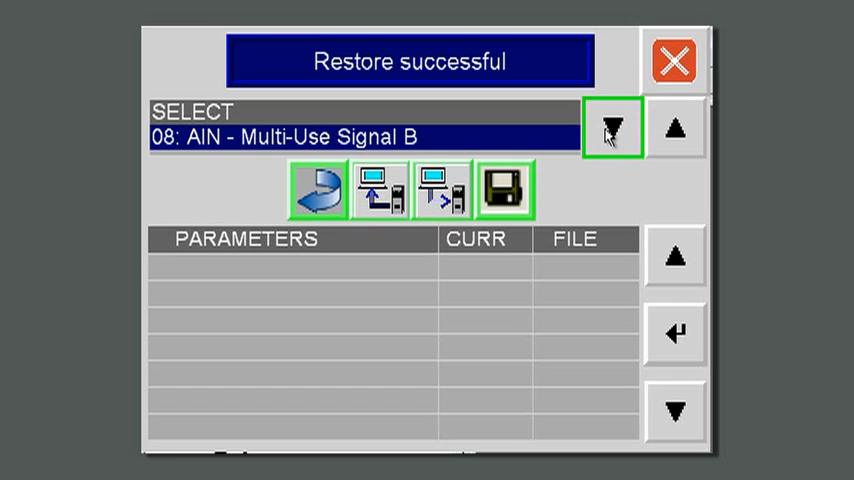 Restore successful
SELECT
08: AIN - Multi-Use Signal B
PARAMETERS CURR FILE